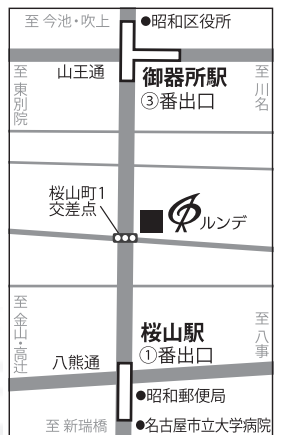 至 今池・吹上
●昭和区役所
山王通
御器所駅
③番出口
至 東別院
至 川名
桜山町1
交差点
ルンデ
至 金山・高辻
桜山駅
①番出口
至 八事
八熊通
●昭和郵便局
至 新瑞橋
●名古屋市立大学病院